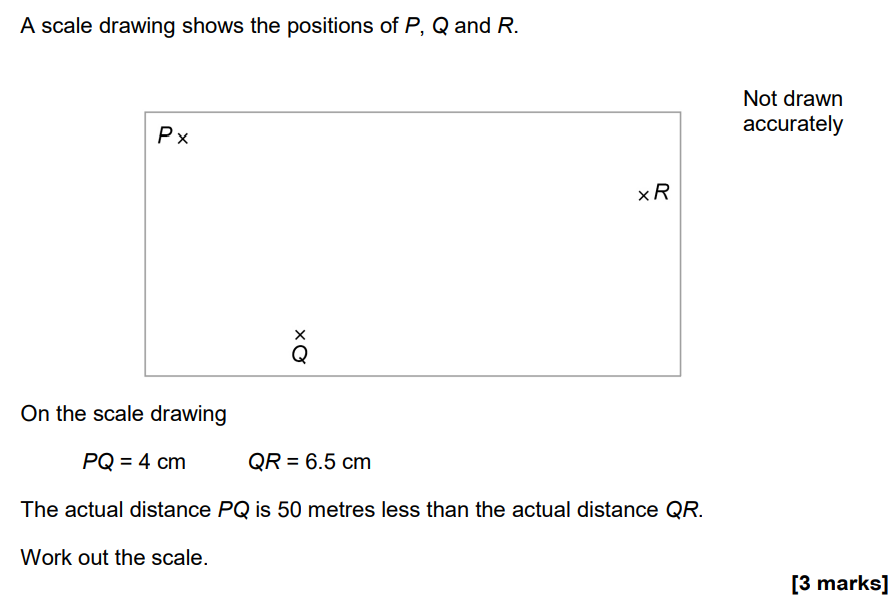 A scale drawing shows the positions of P, Q and R.
Not drawn
accurately
P x
x R
x
Q
On the scale drawing
PQ = 4 cm QR = 6.5 cm
The actual distance PQ is 50 metres less than the actual distance QR.
Work out the scale.
[3 marks]